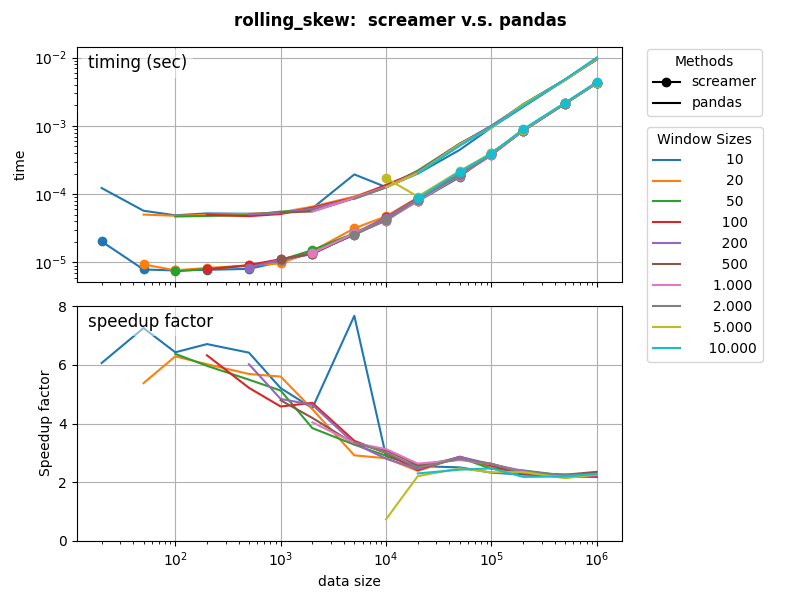 rolling_skew:  screamer v.s. pandas
timing (sec)
10⁻²
10⁻³
10⁻⁴
10⁻⁵
time
Methods
screamer
pandas
Window Sizes
10
20
50
100
200
500
1.000
2.000
5.000
10.000
speedup factor
8
6
4
2
0
Speedup factor
10² 10³ 10⁴ 10⁵ 10⁶
data size